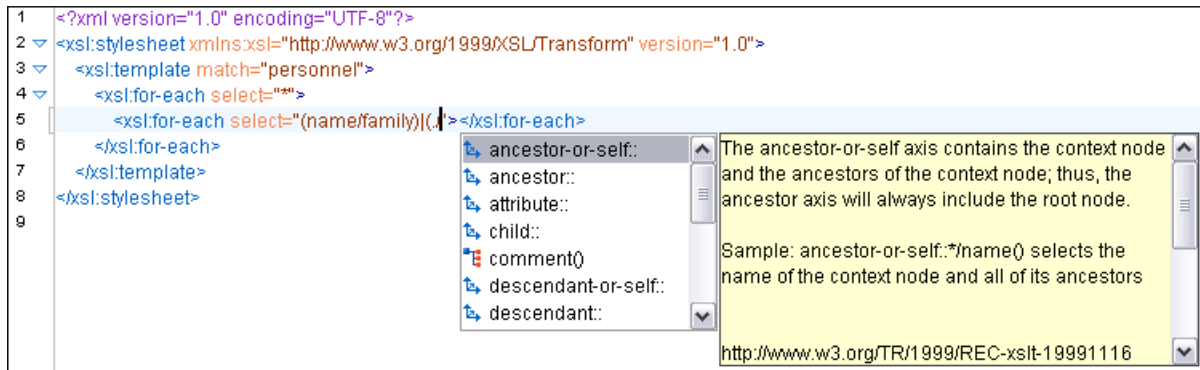 1 <?xml version="1.0" encoding="UTF-8"?>
2 <xsl:stylesheet xmlns:xsl="http://www.w3.org/1999/XSL/Transform" version="1.0">
3 <xsl:template match="personnel">
4 <xsl:for-each select="*">
5 <xsl:for-each select="(name/family)|(./"></xsl:for-each>
6 </xsl:for-each>
7 </xsl:template>
8 </xsl:stylesheet>
9
ancestor-or-self::
ancestor::
attribute::
child::
comment()
descendant-or-self::
descendant::
The ancestor-or-self axis contains the context node
and the ancestors of the context node; thus, the
ancestor axis will always include the root node.
Sample: ancestor-or-self::*/name() selects the
name of the context node and all of its ancestors
http://www.w3.org/TR/1999/REC-xslt-19991116